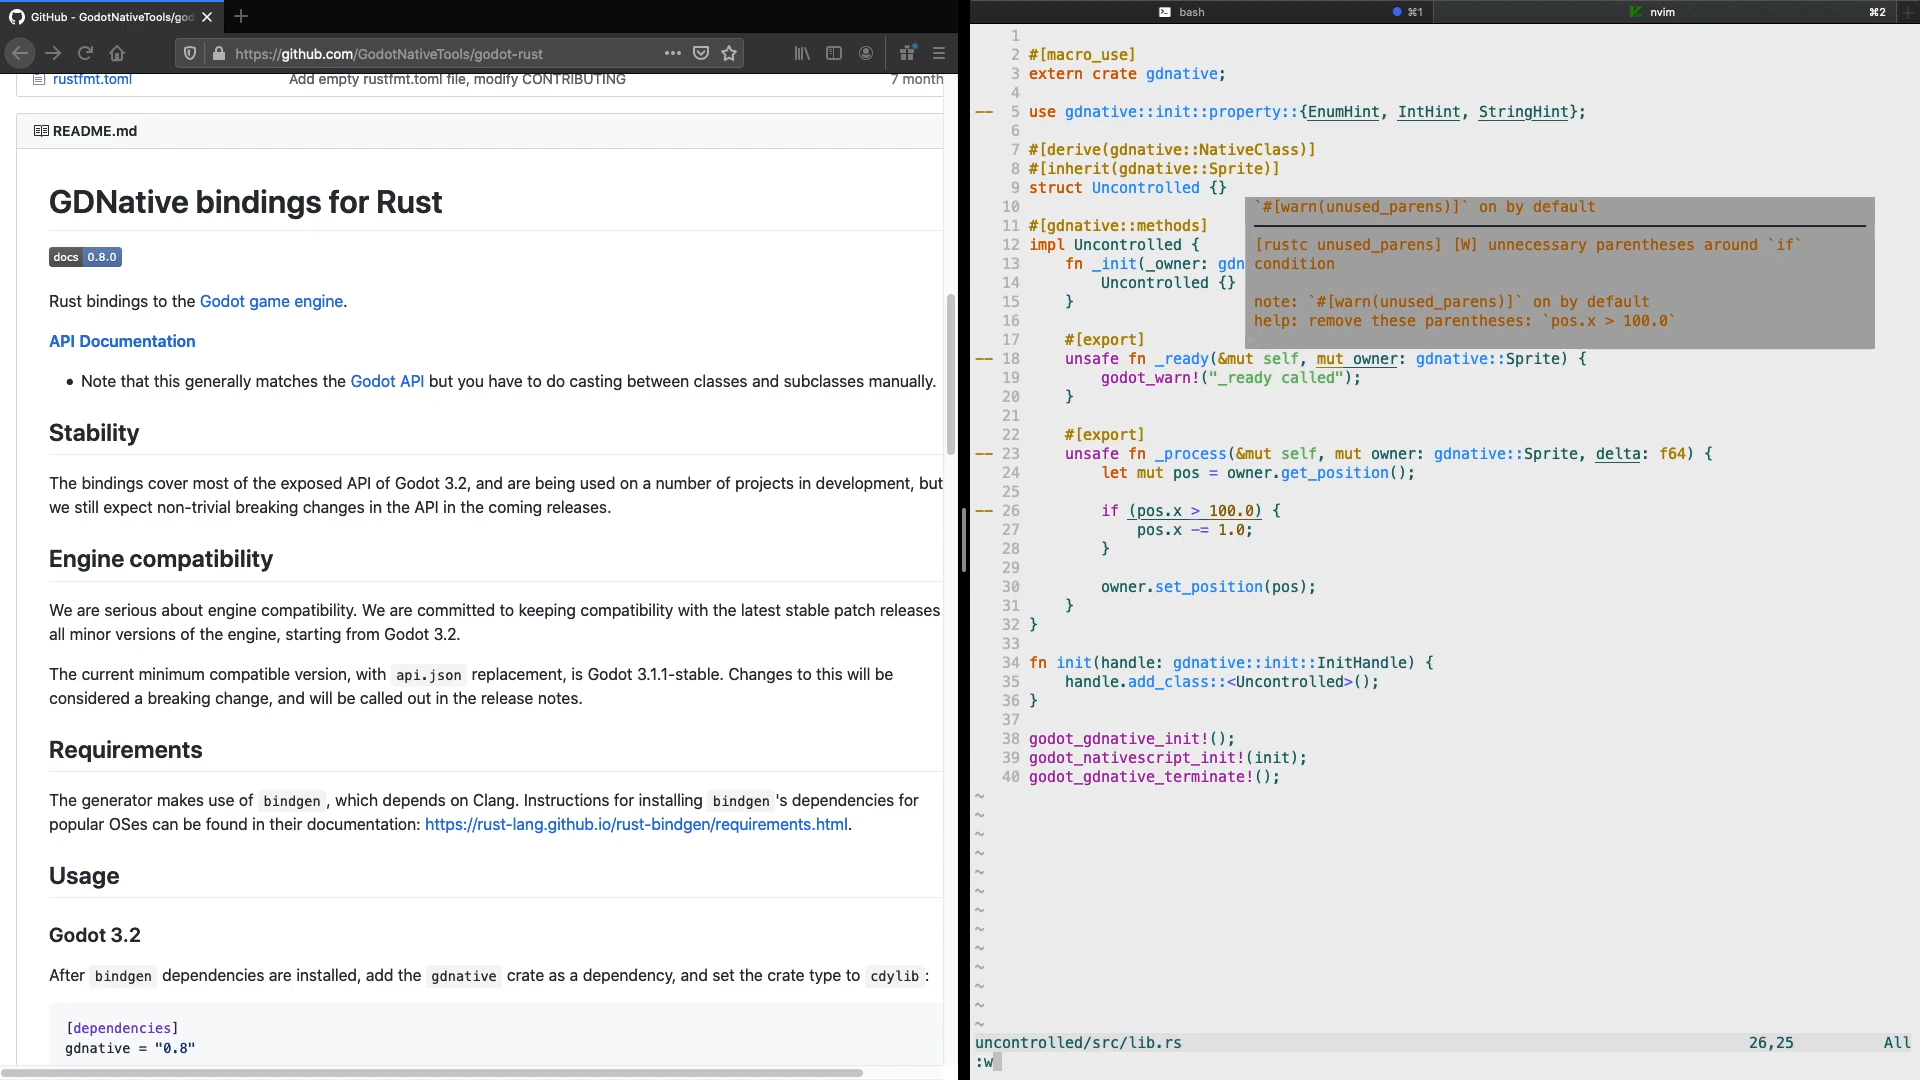 GitHub - GodotNativeTools/god
https://github.com/GodotNativeTools/godot-rust
rustfmt.toml Add empty rustfmt.toml file, modify CONTRIBUTING 7 month
README.md
GDNative bindings for Rust
docs 0.8.0
Rust bindings to the Godot game engine.
API Documentation
• Note that this generally matches the Godot API but you have to do casting between classes and subclasses manually.
Stability
The bindings cover most of the exposed API of Godot 3.2, and are being used on a number of projects in development, but
we still expect non-trivial breaking changes in the API in the coming releases.
Engine compatibility
We are serious about engine compatibility. We are committed to keeping compatibility with the latest stable patch releases
all minor versions of the engine, starting from Godot 3.2.
The current minimum compatible version, with api.json replacement, is Godot 3.1.1-stable. Changes to this will be
considered a breaking change, and will be called out in the release notes.
Requirements
The generator makes use of bindgen , which depends on Clang. Instructions for installing bindgen 's dependencies for
popular OSes can be found in their documentation: https://rust-lang.github.io/rust-bindgen/requirements.html.
Usage
Godot 3.2
After bindgen dependencies are installed, add the gdnative crate as a dependency, and set the crate type to cdylib :
[dependencies]
gdnative = "0.8"
bash ⌘1 nvim ⌘2
1
2 #[macro_use]
3 extern crate gdnative;
4
-- 5 use gdnative::init::property::{EnumHint, IntHint, StringHint};
6
7 #[derive(gdnative::NativeClass)]
8 #[inherit(gdnative::Sprite)]
9 struct Uncontrolled {}
10
11 #[gdnative::methods]
12 impl Uncontrolled {
13 fn _init(_owner: gdn
14 Uncontrolled {}
15 }
16
17 #[export]
-- 18 unsafe fn _ready(&mut self, mut owner: gdnative::Sprite) {
19 godot_warn!("_ready called");
20 }
21
22 #[export]
-- 23 unsafe fn _process(&mut self, mut owner: gdnative::Sprite, delta: f64) {
24 let mut pos = owner.get_position();
25
-- 26 if (pos.x > 100.0) {
27 pos.x -= 1.0;
28 }
29
30 owner.set_position(pos);
31 }
32 }
33
34 fn init(handle: gdnative::init::InitHandle) {
35 handle.add_class::<Uncontrolled>();
36 }
37
38 godot_gdnative_init!();
39 godot_nativescript_init!(init);
40 godot_gdnative_terminate!();
~
~
~
~
~
~
~
~
~
~
~
~
~
`#[warn(unused_parens)]` on by default
[rustc unused_parens] [W] unnecessary parentheses around `if`
condition
note: `#[warn(unused_parens)]` on by default
help: remove these parentheses: `pos.x > 100.0`
uncontrolled/src/lib.rs 26,25 All
:w